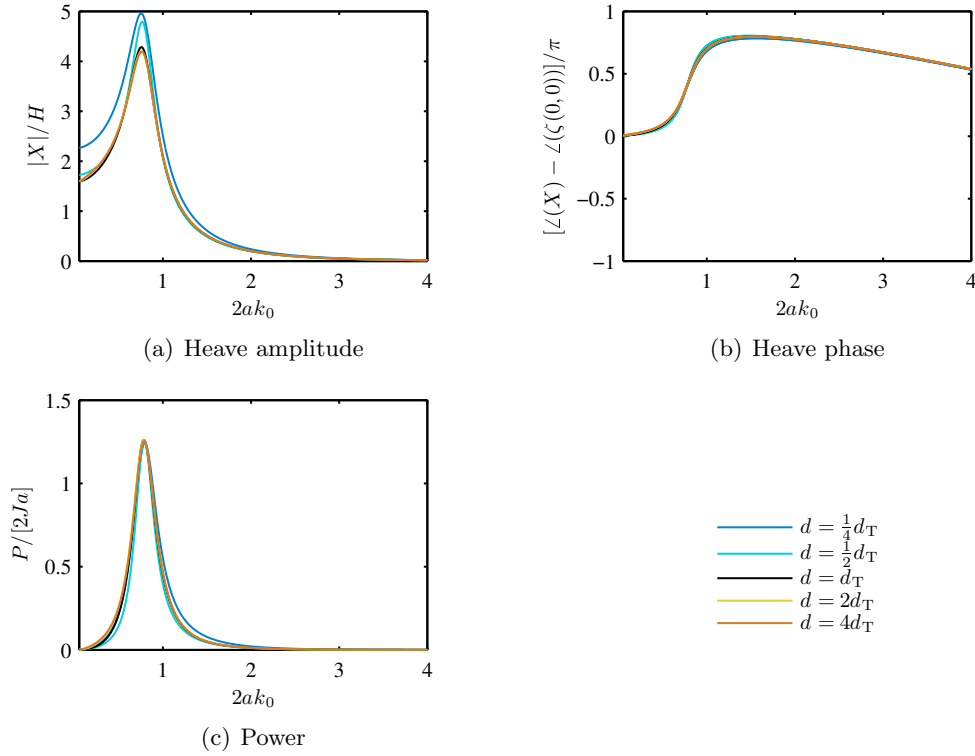 5
4
3
2
1
0
|X|/H
1
2
3
4
2ak₀
(a) Heave amplitude
1
0.5
0
−0.5
−1
[∠(X) − ∠(ζ(0, 0))]/π
1
2
3
4
2ak₀
(b) Heave phase
1.5
1
0.5
0
P/[2Ja]
1
2
3
4
2ak₀
(c) Power
d = ¼d_T
d = ½d_T
d = d_T
d = 2d_T
d = 4d_T